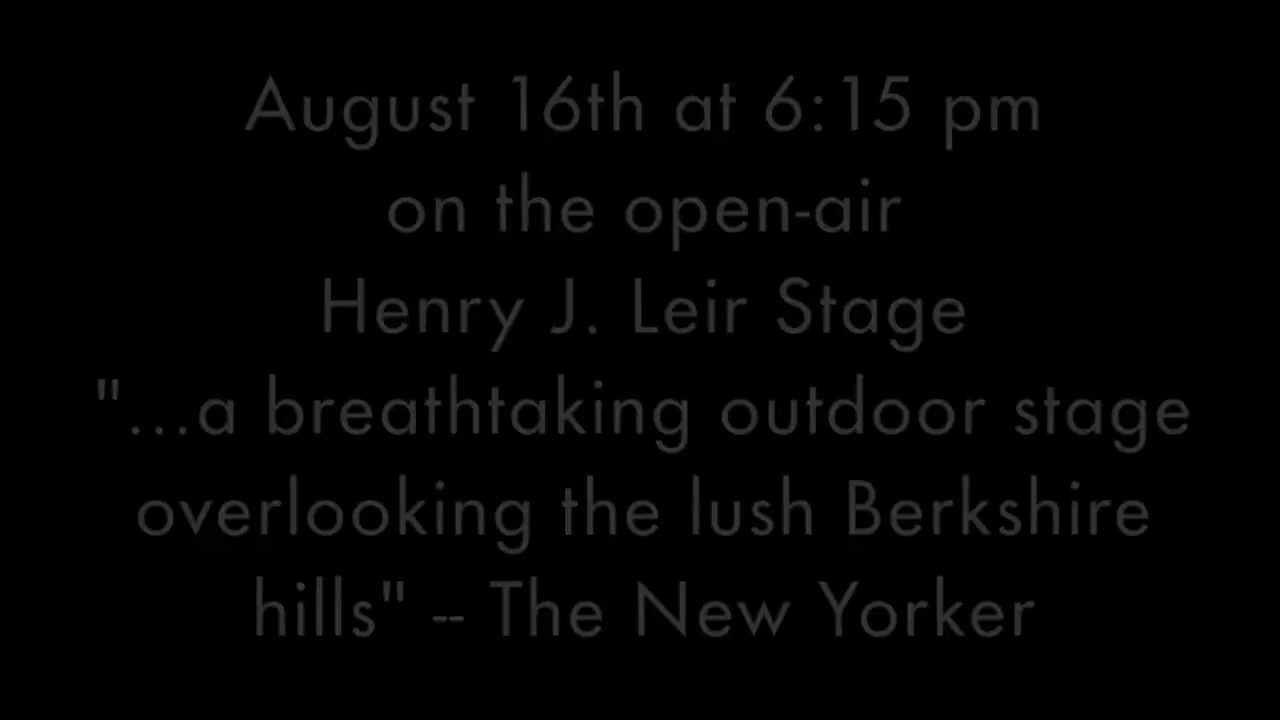 August 16th at 6:15 pm
on the open-air
Henry J. Leir Stage
"...a breathtaking outdoor stage
overlooking the lush Berkshire
hills" -- The New Yorker